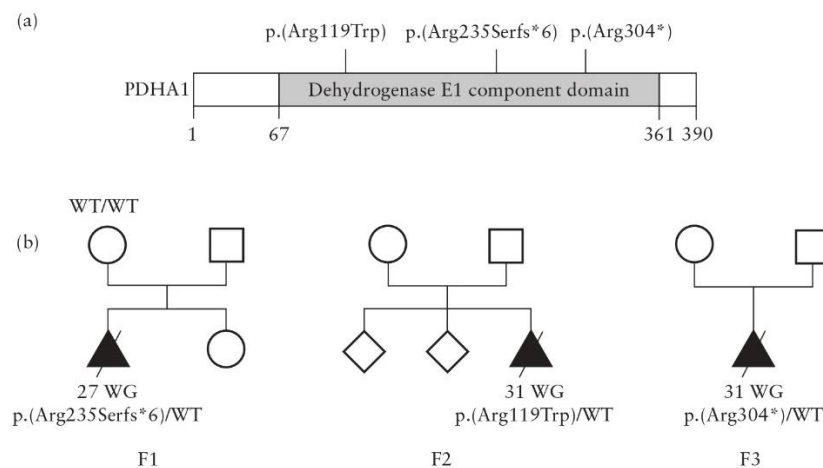 (a)
p.(Arg119Trp) p.(Arg235Serfs*6) p.(Arg304*)
PDHA1 Dehydrogenase E1 component domain
1 67 361 390
WT/WT
(b)
27 WG 31 WG 31 WG
p.(Arg235Serfs*6)/WT p.(Arg119Trp)/WT p.(Arg304*)/WT
F1 F2 F3